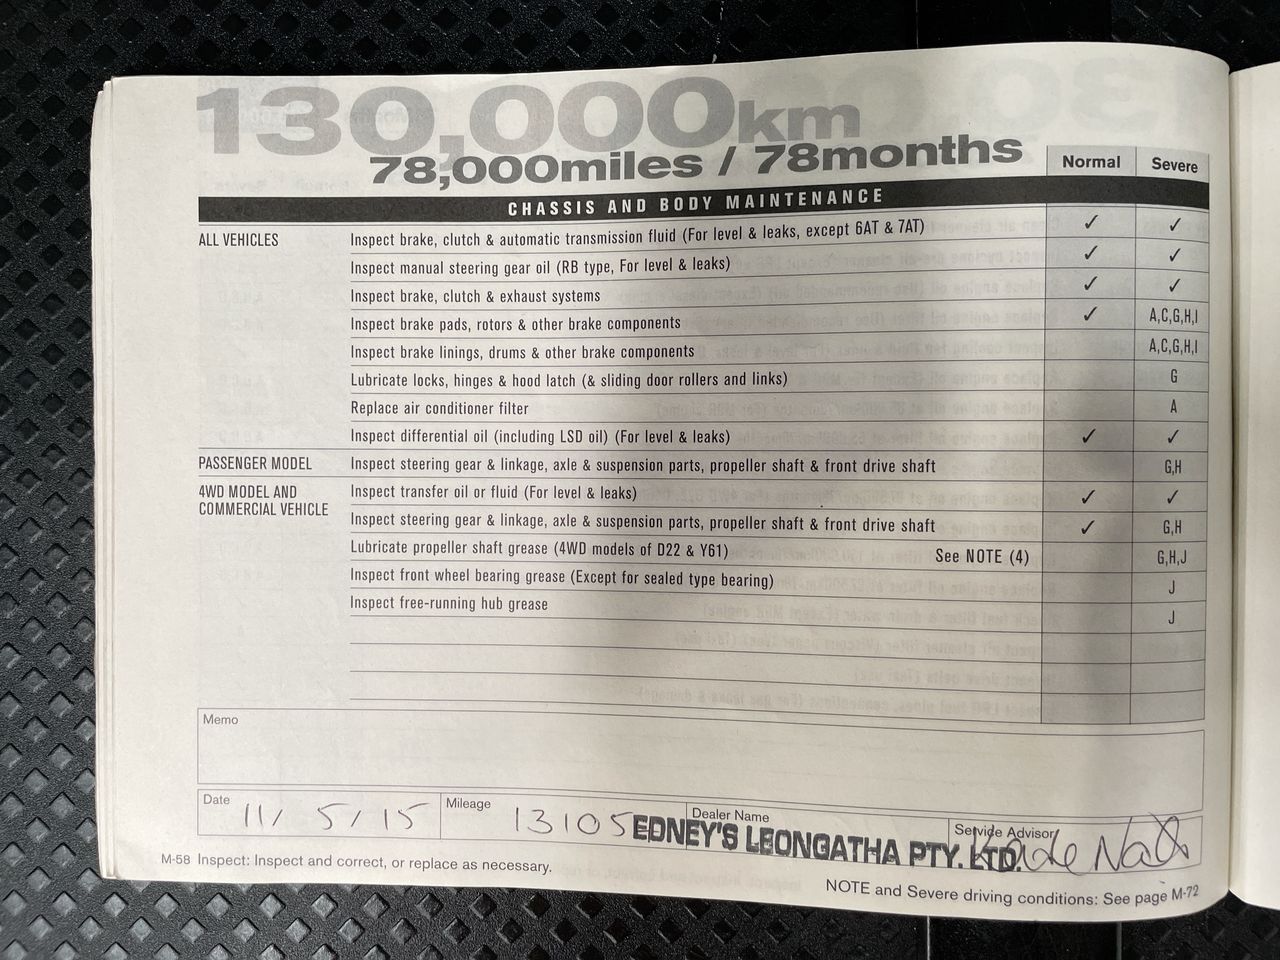 130,000km
78,000miles / 78months
Normal Severe
CHASSIS AND BODY MAINTENANCE
ALL VEHICLES Inspect brake, clutch & automatic transmission fluid (For level & leaks, except 6AT & 7AT) ✓ ✓
Inspect manual steering gear oil (RB type, For level & leaks) ✓ ✓
Inspect brake, clutch & exhaust systems ✓ ✓
Inspect brake pads, rotors & other brake components ✓ A,C,G,H,I
Inspect brake linings, drums & other brake components A,C,G,H,I
Lubricate locks, hinges & hood latch (& sliding door rollers and links) G
Replace air conditioner filter A
Inspect differential oil (including LSD oil) (For level & leaks) ✓ ✓
PASSENGER MODEL Inspect steering gear & linkage, axle & suspension parts, propeller shaft & front drive shaft G,H
4WD MODEL AND Inspect transfer oil or fluid (For level & leaks) ✓ ✓
COMMERCIAL VEHICLE Inspect steering gear & linkage, axle & suspension parts, propeller shaft & front drive shaft ✓ G,H
Lubricate propeller shaft grease (4WD models of D22 & Y61) See NOTE (4) G,H,J
Inspect front wheel bearing grease (Except for sealed type bearing) J
Inspect free-running hub grease J
Memo
Date 11/ 5/ 15 Mileage 13105 Dealer Name EDNEY'S LEONGATHA PTY. LTD. Service Advisor
M-58 Inspect: Inspect and correct, or replace as necessary.
NOTE and Severe driving conditions: See page M-72